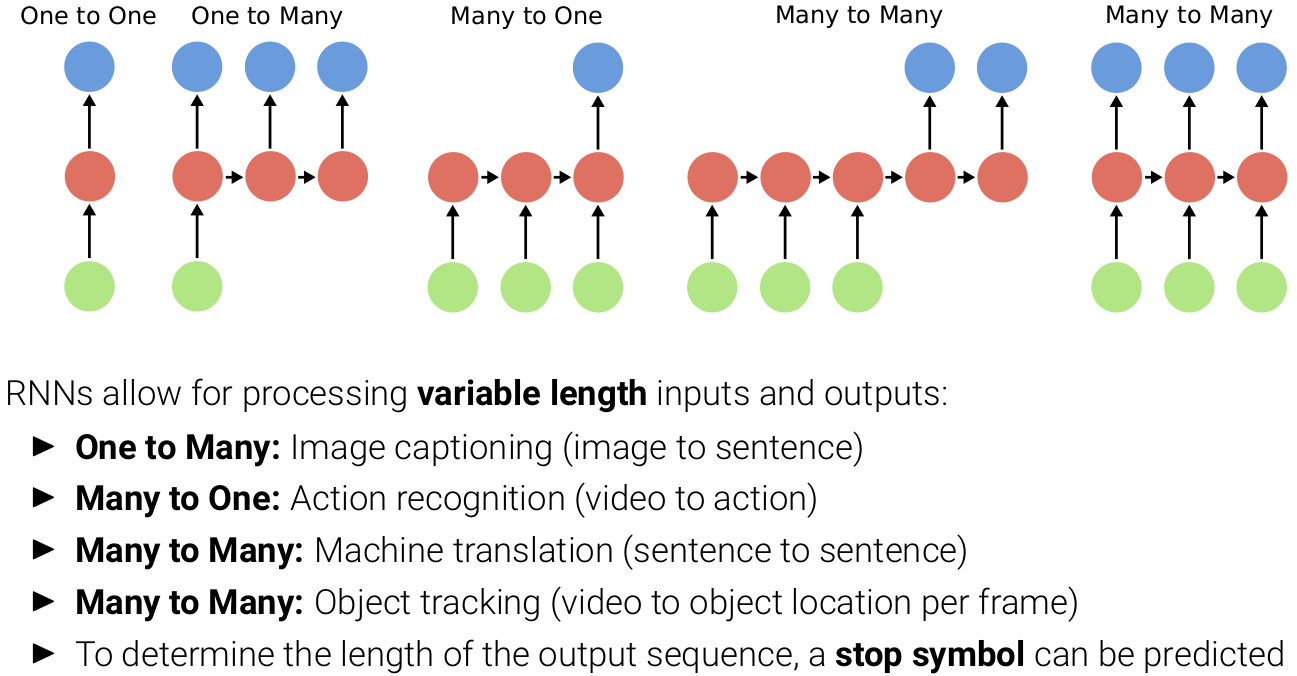 One to One
One to Many
Many to One
Many to Many
Many to Many
RNNs allow for processing variable length inputs and outputs:
► One to Many: Image captioning (image to sentence)
► Many to One: Action recognition (video to action)
► Many to Many: Machine translation (sentence to sentence)
► Many to Many: Object tracking (video to object location per frame)
► To determine the length of the output sequence, a stop symbol can be predicted